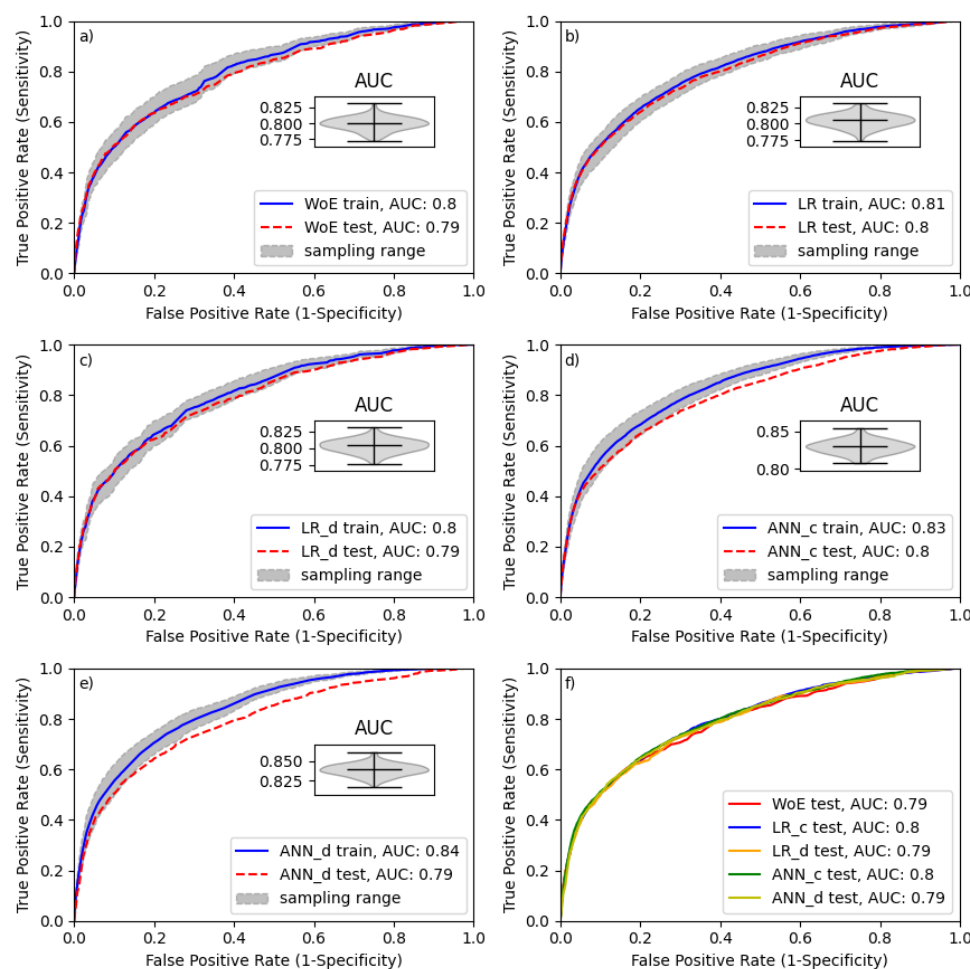 a)
True Positive Rate (Sensitivity)
1.0
0.8
0.6
0.4
0.2
0.0
AUC
0.825
0.800
0.775
WoE train, AUC: 0.8
WoE test, AUC: 0.79
sampling range
0.0 0.2 0.4 0.6 0.8 1.0
False Positive Rate (1-Specificity)
b)
True Positive Rate (Sensitivity)
1.0
0.8
0.6
0.4
0.2
0.0
AUC
0.825
0.800
0.775
LR train, AUC: 0.81
LR test, AUC: 0.8
sampling range
0.0 0.2 0.4 0.6 0.8 1.0
False Positive Rate (1-Specificity)
c)
True Positive Rate (Sensitivity)
1.0
0.8
0.6
0.4
0.2
0.0
AUC
0.825
0.800
0.775
LR_d train, AUC: 0.8
LR_d test, AUC: 0.79
sampling range
0.0 0.2 0.4 0.6 0.8 1.0
False Positive Rate (1-Specificity)
d)
True Positive Rate (Sensitivity)
1.0
0.8
0.6
0.4
0.2
0.0
AUC
0.85
0.80
ANN_c train, AUC: 0.83
ANN_c test, AUC: 0.8
sampling range
0.0 0.2 0.4 0.6 0.8 1.0
False Positive Rate (1-Specificity)
e)
True Positive Rate (Sensitivity)
1.0
0.8
0.6
0.4
0.2
0.0
AUC
0.850
0.825
ANN_d train, AUC: 0.84
ANN_d test, AUC: 0.79
sampling range
0.0 0.2 0.4 0.6 0.8 1.0
False Positive Rate (1-Specificity)
f)
True Positive Rate (Sensitivity)
1.0
0.8
0.6
0.4
0.2
0.0
WoE test, AUC: 0.79
LR_c test, AUC: 0.8
LR_d test, AUC: 0.79
ANN_c test, AUC: 0.8
ANN_d test, AUC: 0.79
0.0 0.2 0.4 0.6 0.8 1.0
False Positive Rate (1-Specificity)